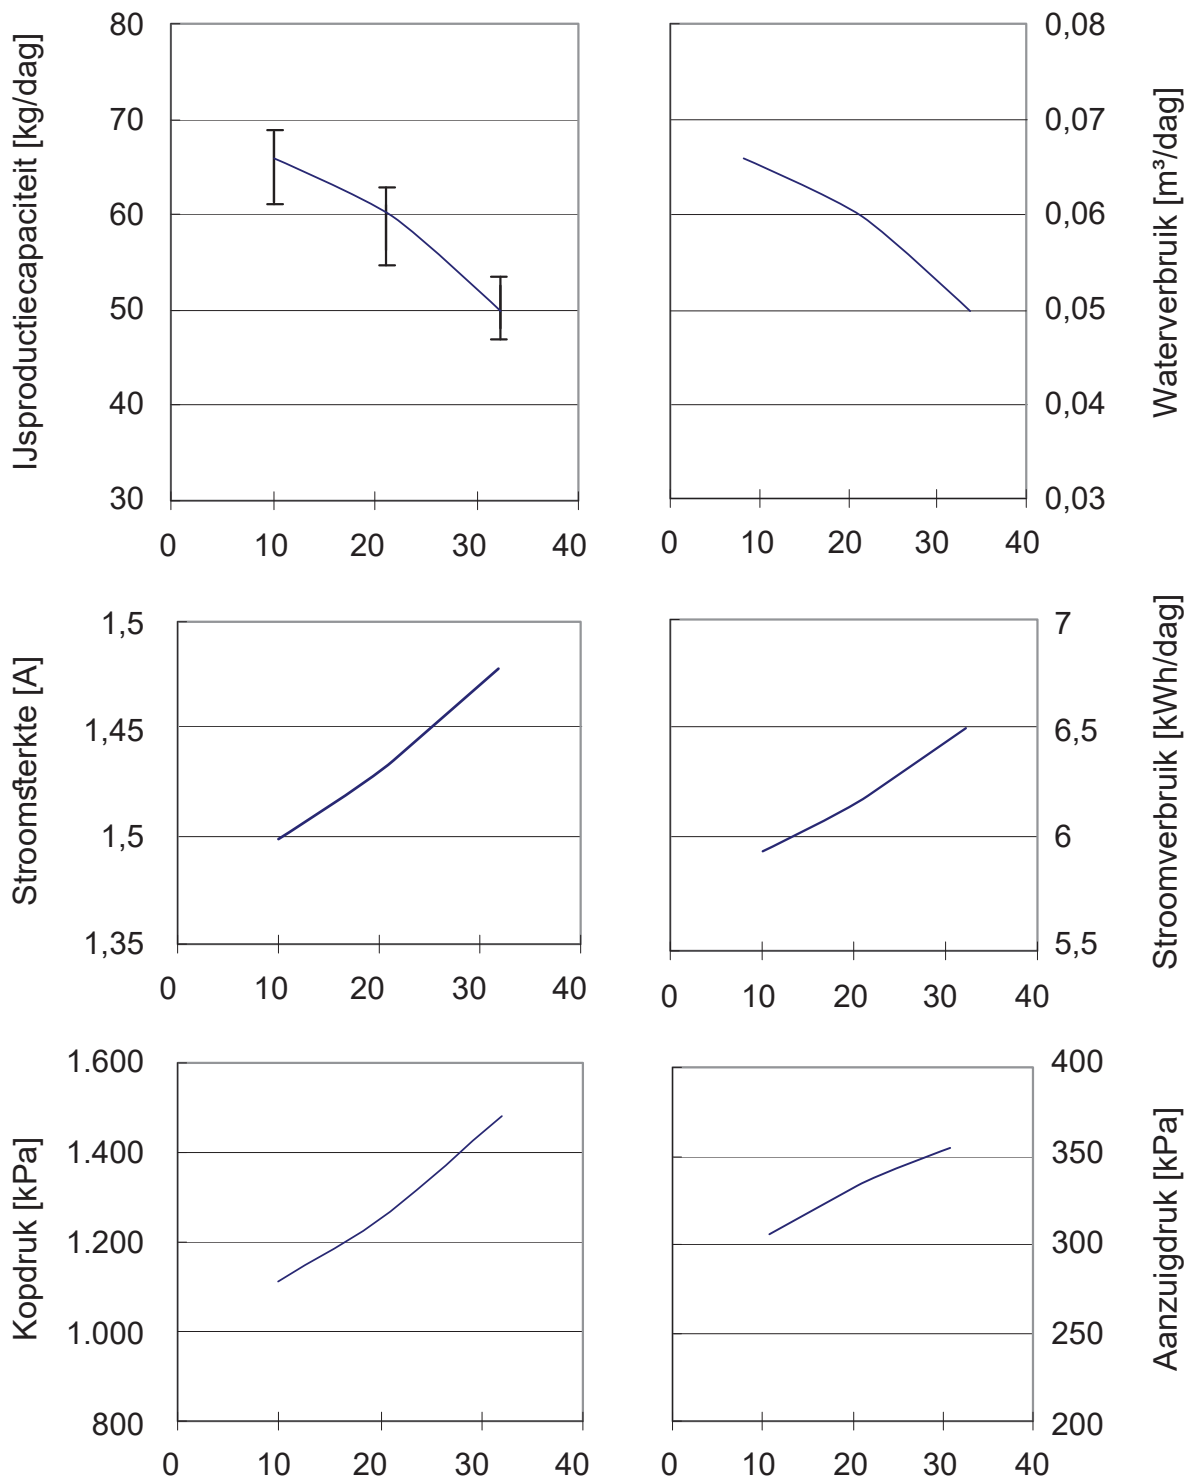 IJsproductiecapaciteit [kg/dag]
80
70
60
50
40
30
0 10 20 30 40
Waterverbruik [m³/dag]
0,08
0,07
0,06
0,05
0,04
0,03
0 10 20 30 40
Stroomsterkte [A]
1,5
1,45
1,5
1,35
0 10 20 30 40
Stroomverbruik [kWh/dag]
7
6,5
6
5,5
0 10 20 30 40
Kopdruk [kPa]
1.600
1.400
1.200
1.000
800
0 10 20 30 40
Aanzuigdruk [kPa]
400
350
300
250
200
0 10 20 30 40